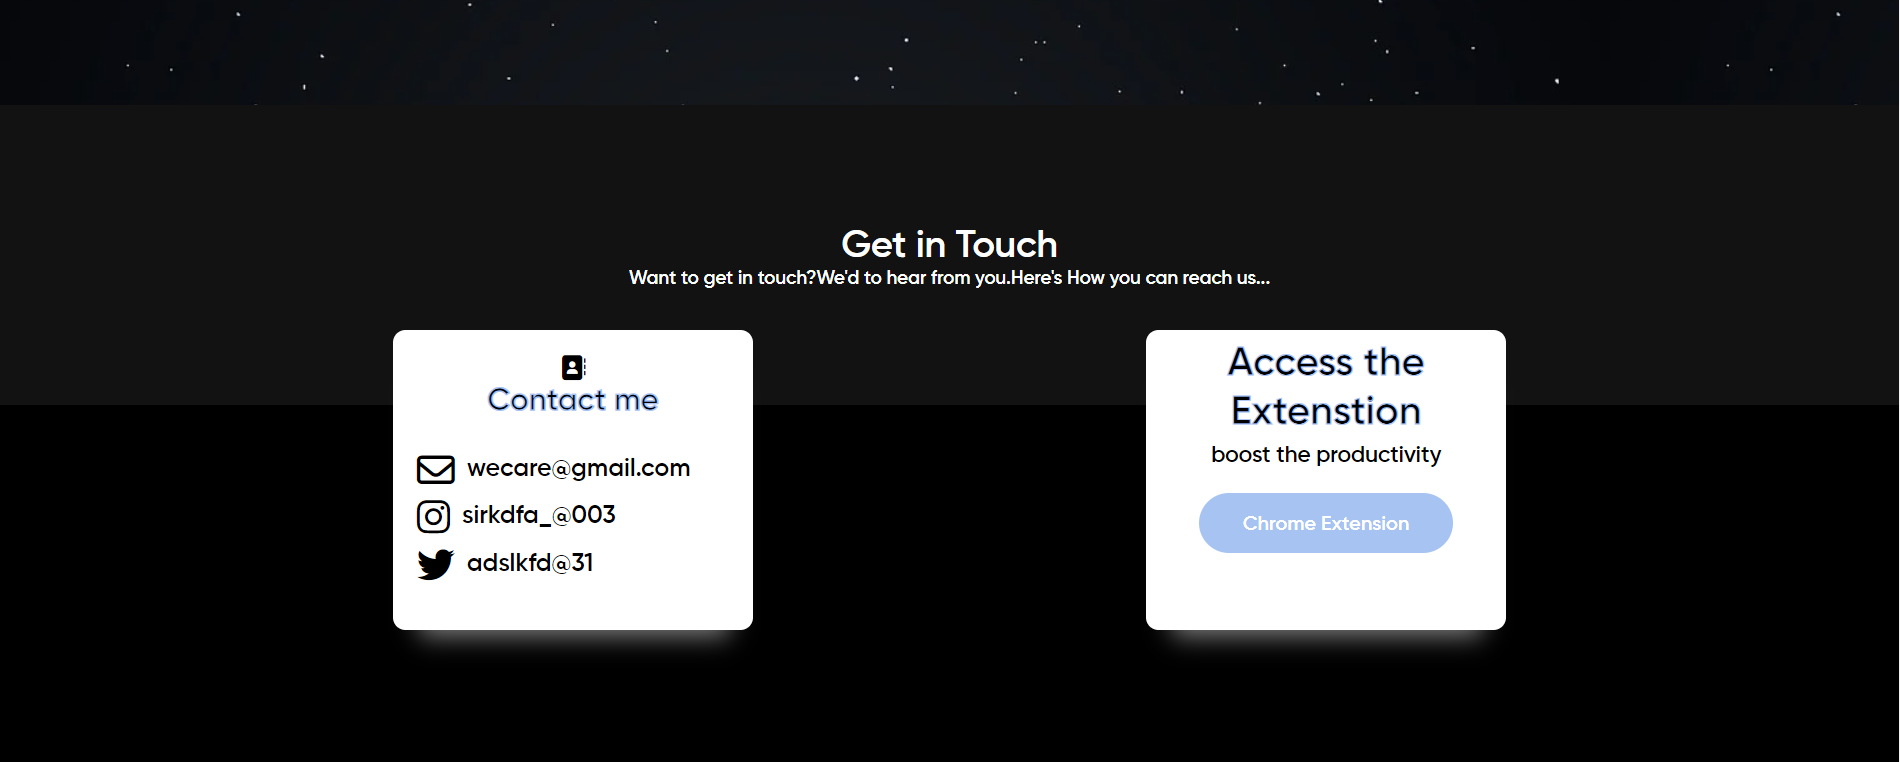 Get in Touch
Want to get in touch?We'd to hear from you.Here's How you can reach us...
Contact me
wecare@gmail.com
sirkdfa_@003
adslkfd@31
Access the
Extenstion
boost the productivity
Chrome Extension